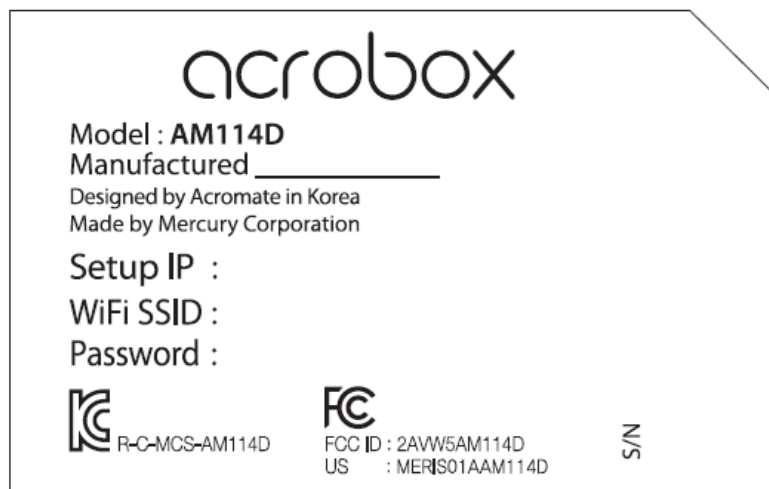 acrobox
Model : AM114D
Manufactured
Designed by Acromate in Korea
Made by Mercury Corporation
Setup IP :
WiFi SSID :
Password :
R-C-MCS-AM114D
FC
FCC ID : 2AVW5AM114D
US : MERIS01AAM114D
S/N